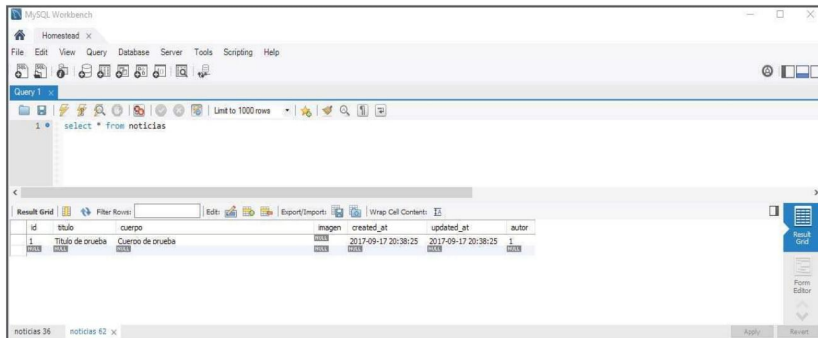 MySQL Workbench
Homestead ×
File Edit View Query Database Server Tools Scripting Help
Query 1 ×
Limit to 1000 rows
1 select * from noticias
Result Grid Filter Rows: Edit: Export/Import: Wrap Cell Content:
id titulo cuerpo imagen created_at updated_at autor
1 Titulo de prueba Cuerpo de prueba NULL 2017-09-17 20:38:25 2017-09-17 20:38:25 1
NULL NULL NULL NULL NULL NULL NULL
Result Grid
Form Editor
noticias 36 noticias 62 × Apply Revert